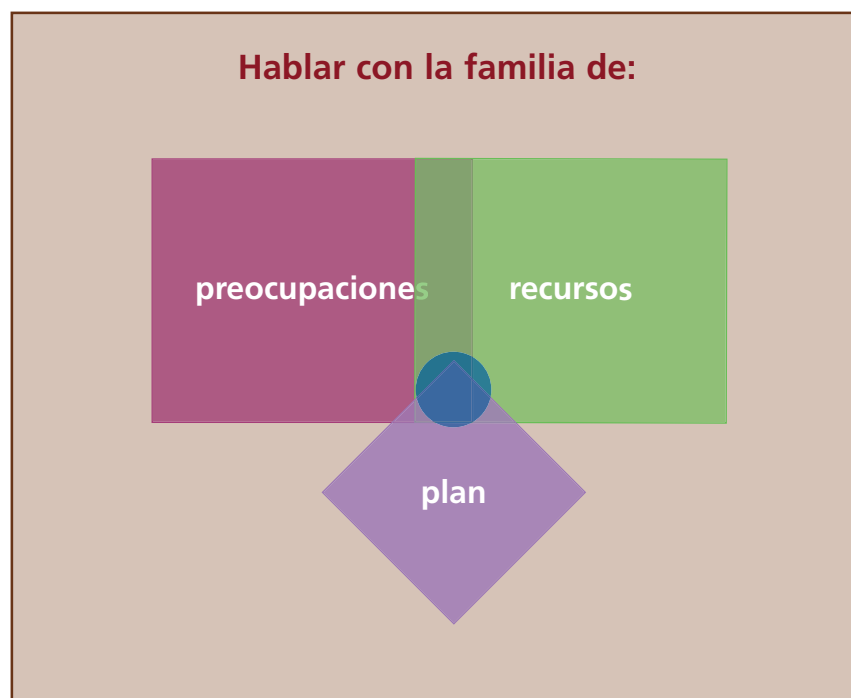 Hablar con la familia de:
preocupaciones
recursos
plan